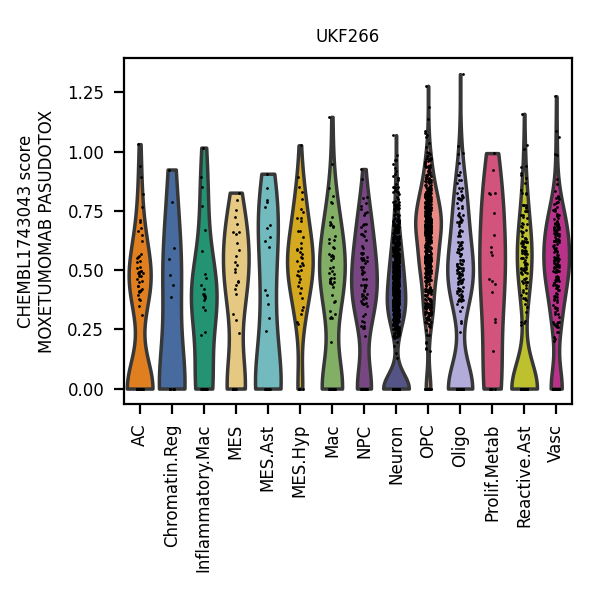 UKF266
CHEMBL1743043 score
MOXETUMOMAB PASUDOTOX
1.25
1.00
0.75
0.50
0.25
0.00
AC
Chromatin.Reg
Inflammatory.Mac
MES
MES.Ast
MES.Hyp
Mac
NPC
Neuron
OPC
Oligo
Prolif.Metab
Reactive.Ast
Vasc